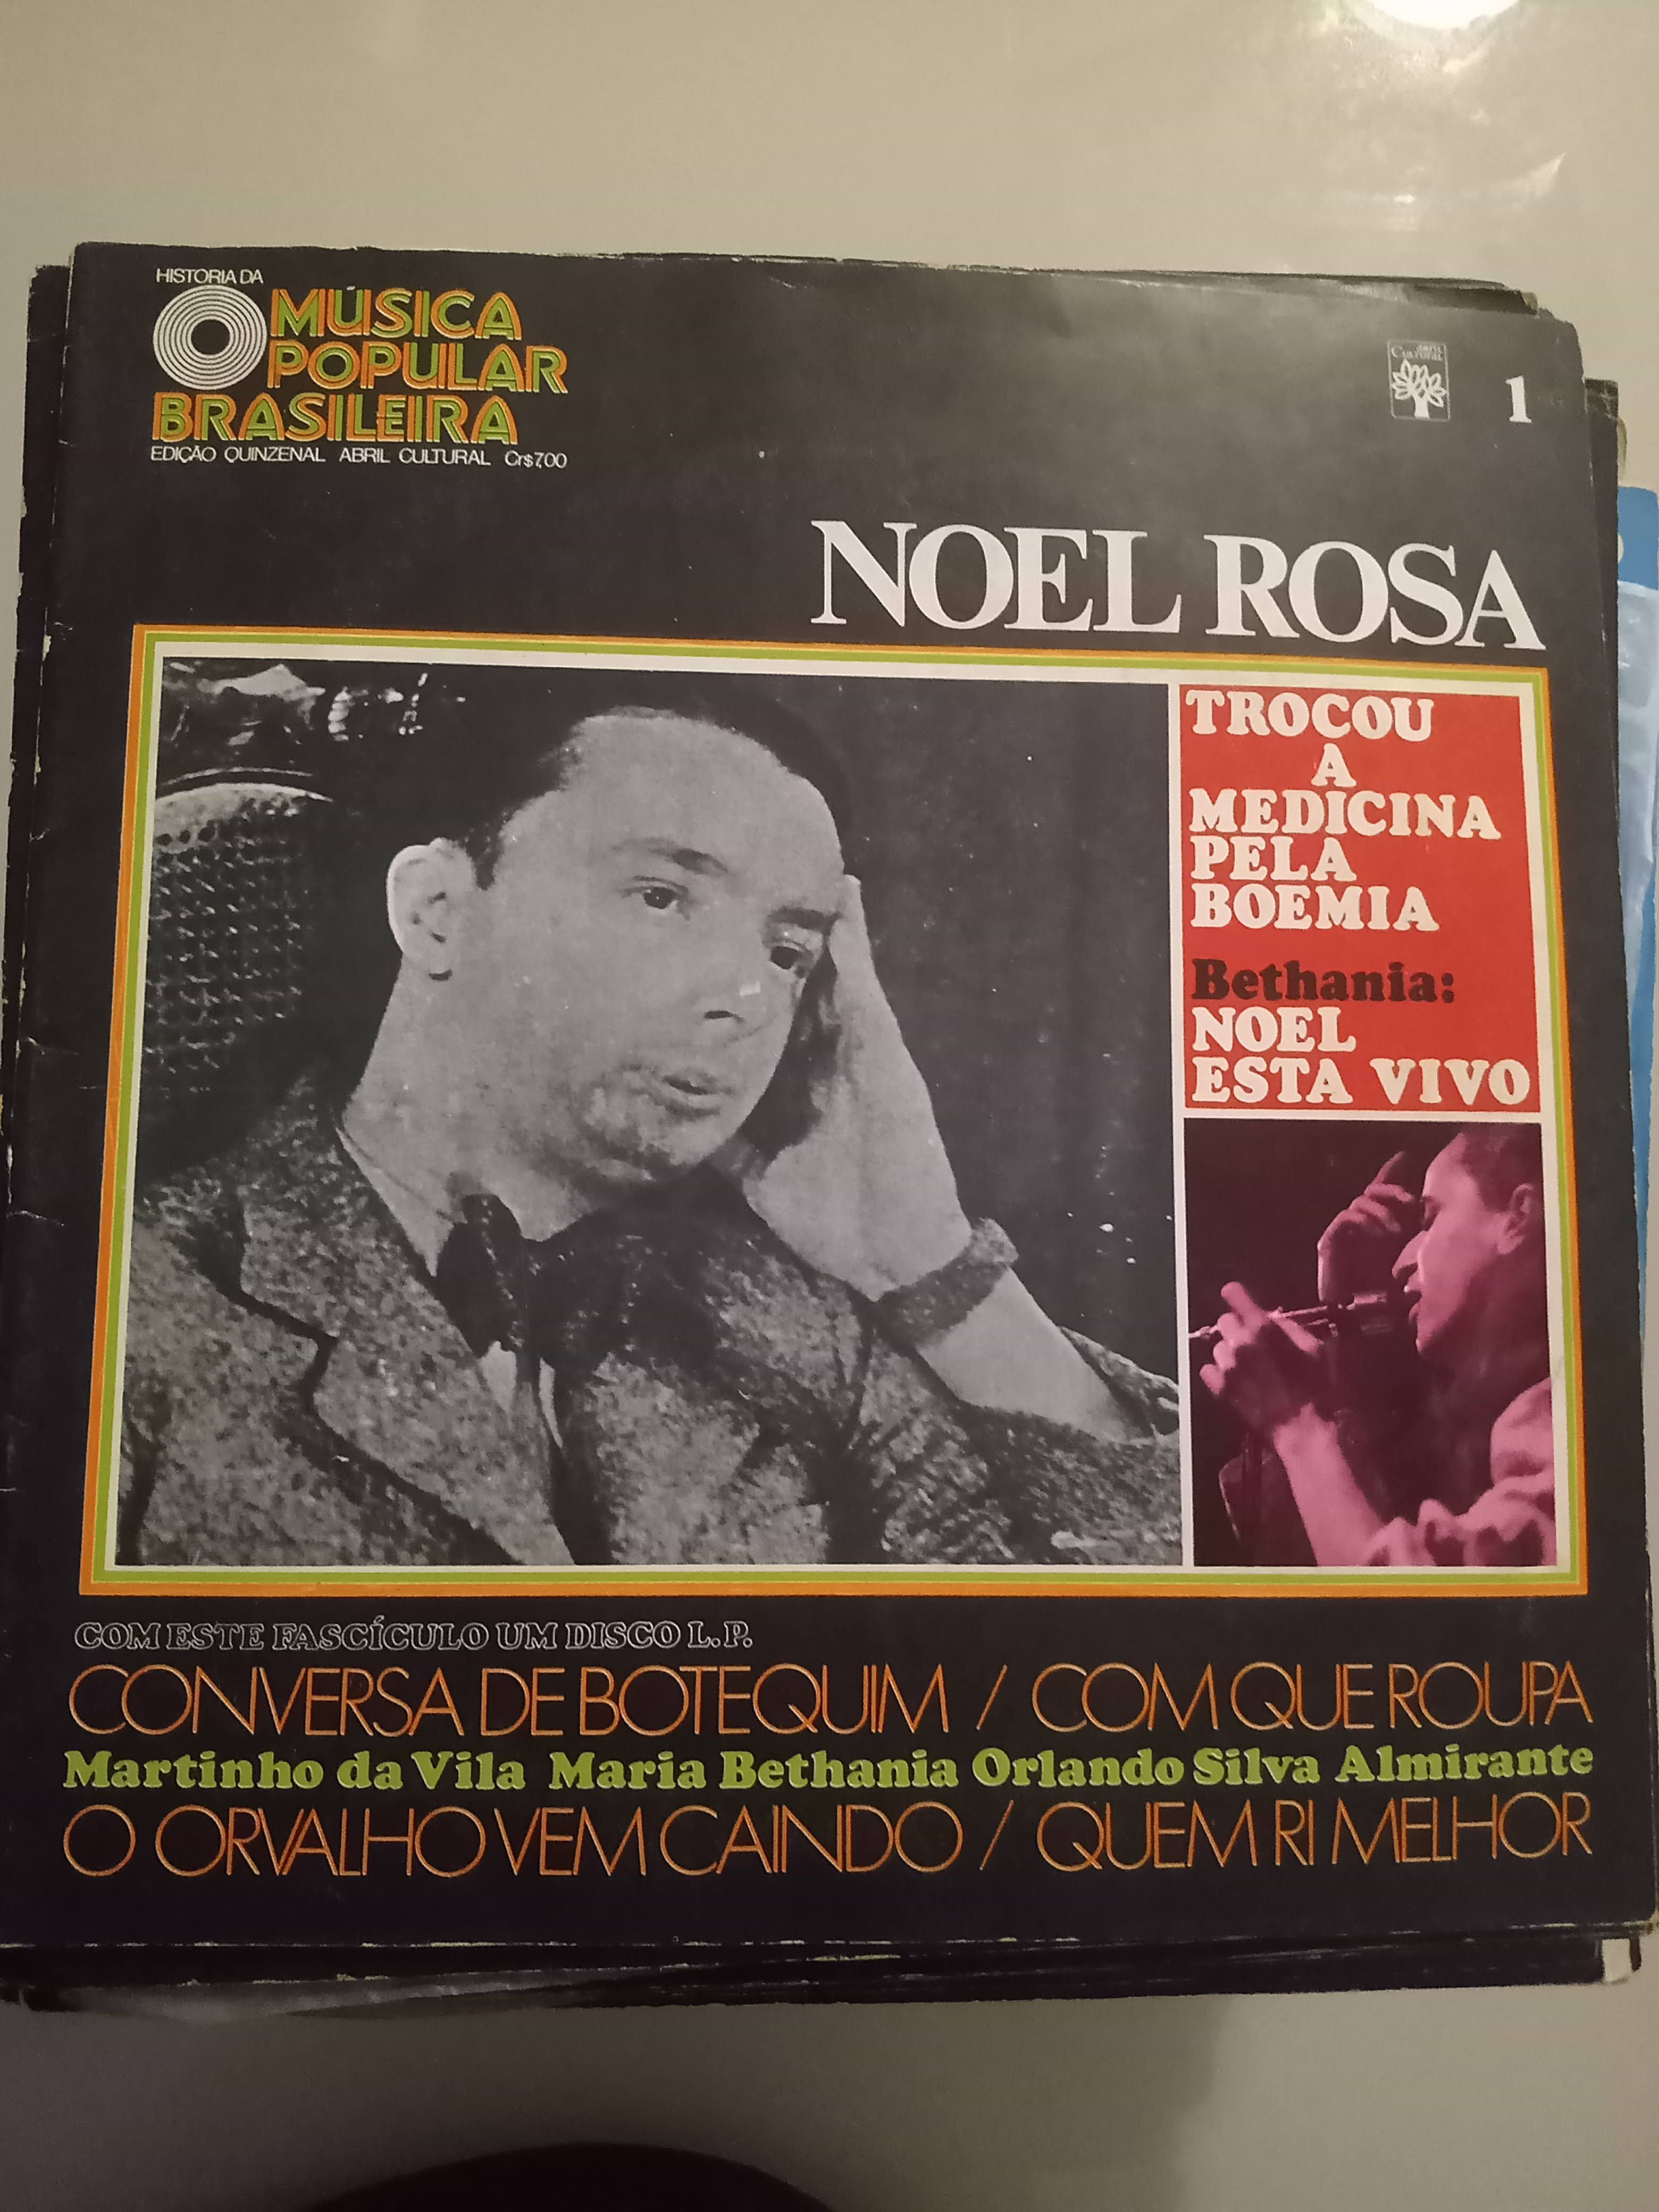 HISTORIA DA
MÚSICA
POPULAR
BRASILEIRA
EDIÇÃO QUINZENAL ABRIL CULTURAL Cr$7,00
abril
Cultural
1
NOEL ROSA
TROCOU
A
MEDICINA
PELA
BOEMIA
Bethania:
NOEL
ESTA VIVO
COM ESTE FASCÍCULO UM DISCO L.P.
CONVERSA DE BOTEQUIM / COM QUE ROUPA
Martinho da Vila Maria Bethania Orlando Silva Almirante
O ORVALHO VEM CAINDO / QUEM RI MELHOR